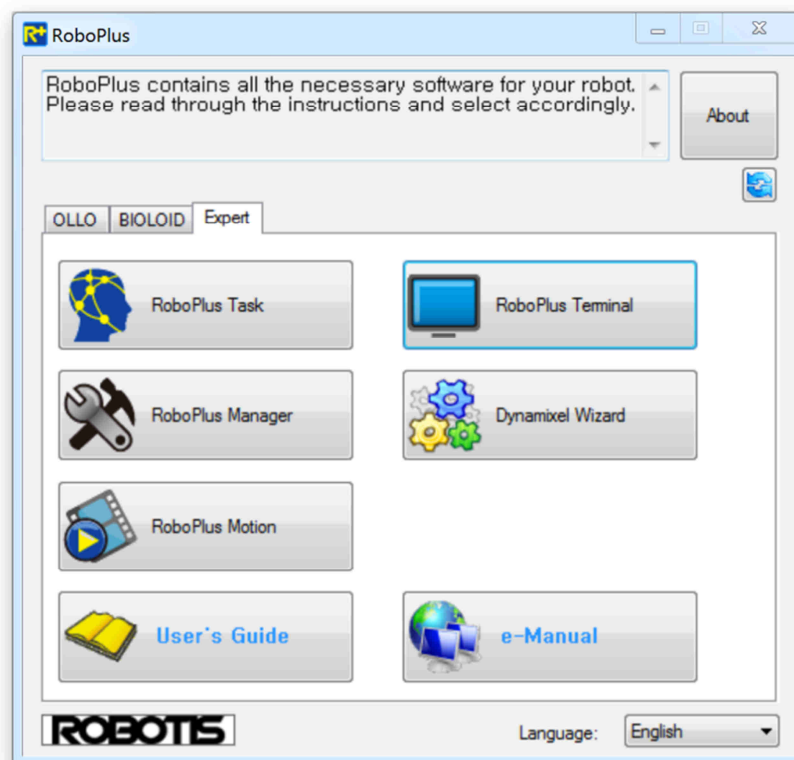 RoboPlus
RoboPlus contains all the necessary software for your robot.
Please read through the instructions and select accordingly.
About
OLLO BIOLOID Expert
RoboPlus Task
RoboPlus Terminal
RoboPlus Manager
Dynamixel Wizard
RoboPlus Motion
User's Guide
e-Manual
ROBOTIS
Language: English